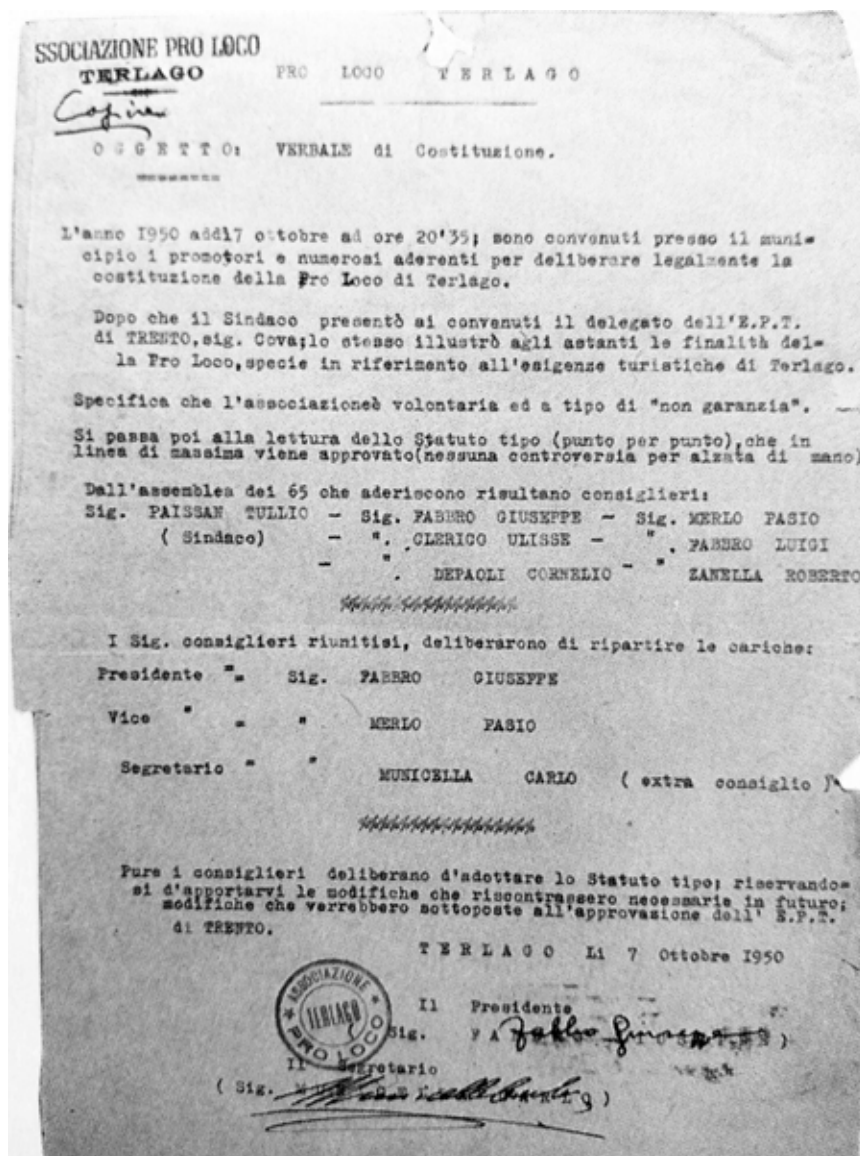 SSOCIAZIONE PRO LOCO
TERLAGO
PRO LOCO TERLAGO
Copia
OGGETTO: VERBALE di Costituzione.
L'anno I950 addì7 ottobre ad ore 20'35; sono convenuti presso il muni=
cipio i promotori e numerosi aderenti per deliberare legalmente la
costituzione della Pro Loco di Terlago.
Dopo che il Sindaco presentò ai convenuti il delegato dell'E.P.T.
di TRENTO,sig. Cova;lo stesso illustrò agli astanti le finalità del=
la Pro Loco,specie in riferimento all'esigenze turistiche di Terlago.
Specifica che l'associazioneè volontaria ed a tipo di "non garanzia".
Si passa poi alla lettura dello Statuto tipo (punto per punto),che in
linea di massima viene approvato(nessuna controversia per alzata di mano)
Dall'assemblea dei 65 che aderiscono risultano consiglieri:
Sig. PAISSAN TULLIO - Sig. FABBRO GIUSEPPE - Sig. MERLO PASIO
( Sindaco) - ". CLERICO ULISSE - ". FABBRO LUIGI
- ". DEPAOLI CORNELIO - " ZANELLA ROBERTO
I Sig. consiglieri riunitisi, deliberarono di ripartire le cariche:
Presidente "= Sig. FABBRO GIUSEPPE
Vice " = " MERLO PASIO
Segretario " " MUNICELLA CARLO ( extra consiglio )
Pure i consiglieri deliberano d'adottare lo Statuto tipo; riservando=
si d'apportarvi le modifiche che riscontrassero necessarie in futuro;
modifiche che verrebbero sottoposte all'approvazione dell' E.P.T.
di TRENTO.
TERLAGO Li 7 Ottobre I950
ASSOCIAZIONE
TERLAGO
PRO LOCO
Il Presidente
Sig. Fabbro Giuseppe )
Il Segretario
( Sig. )